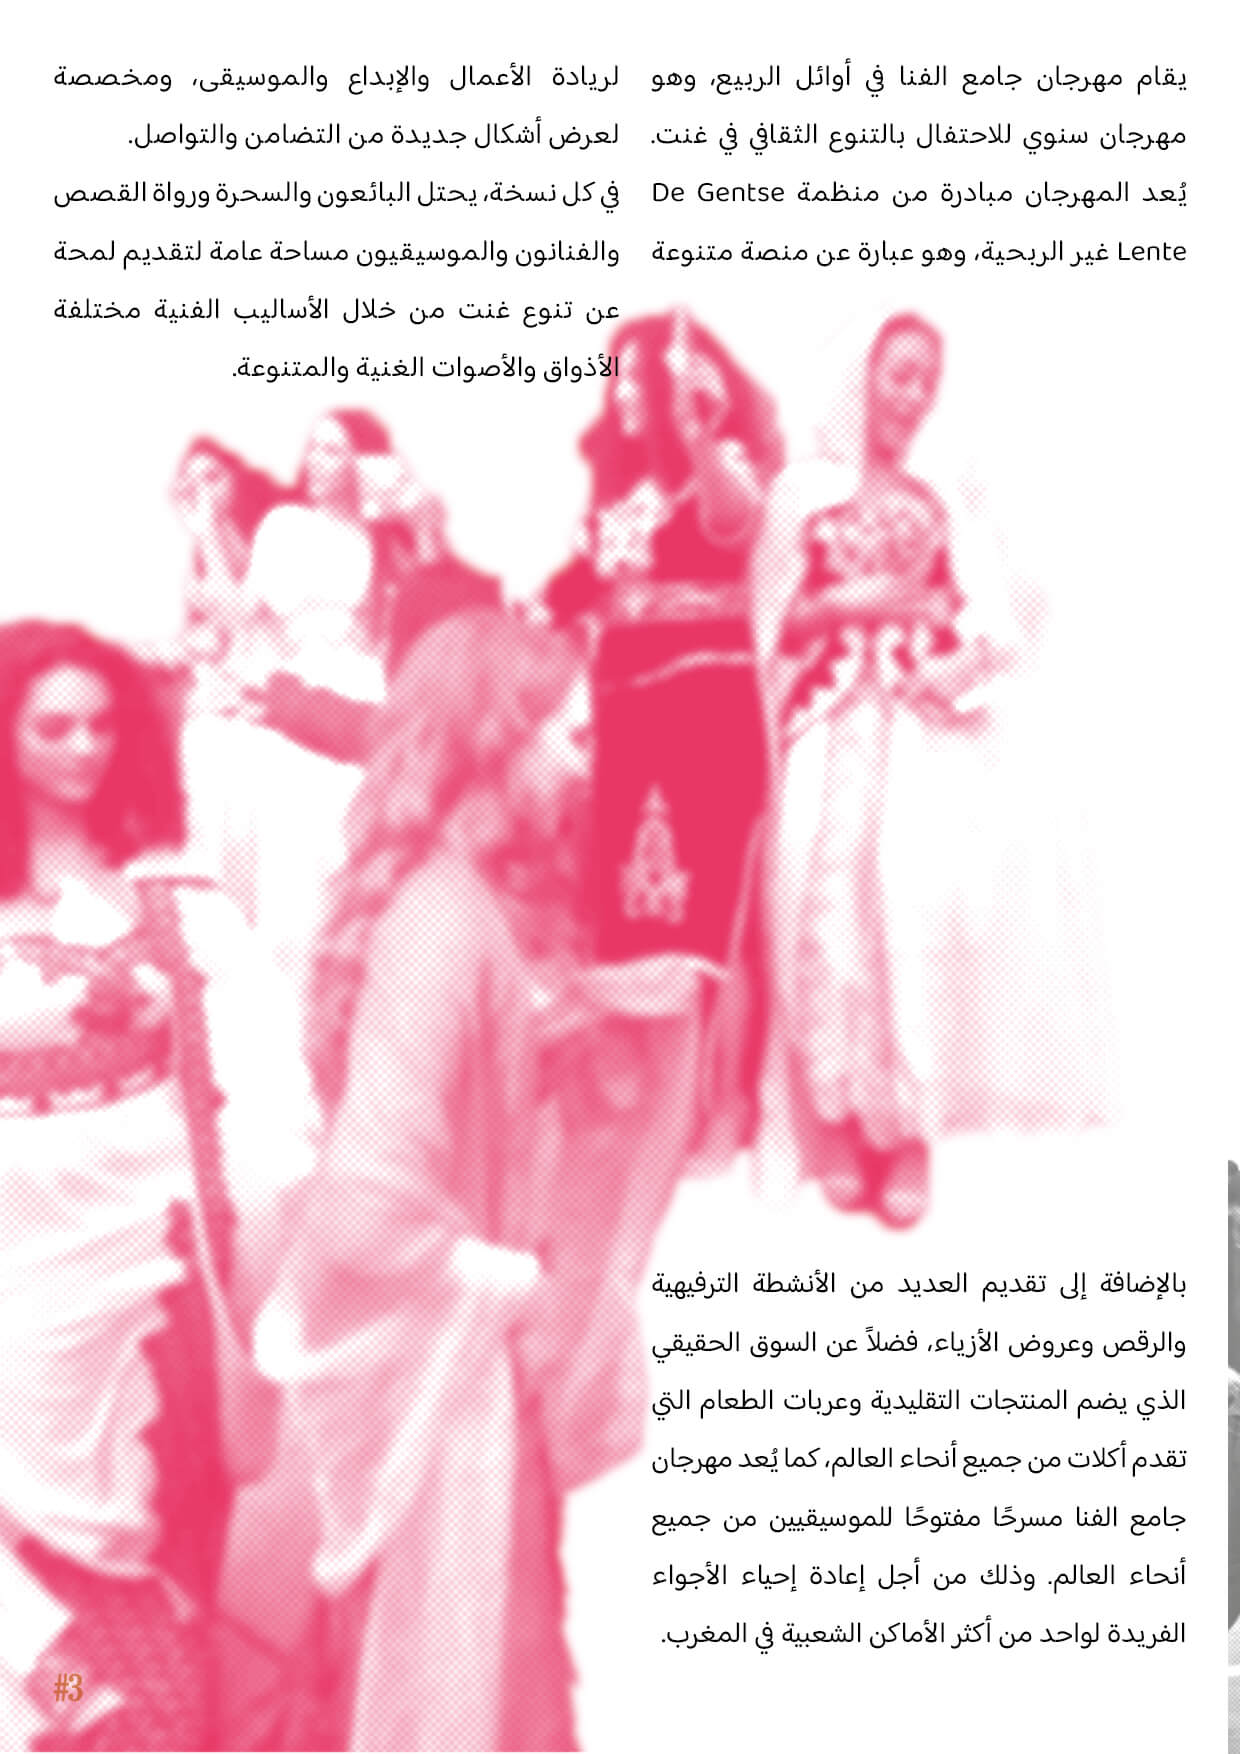 يقام مهرجان جامع الفنا في أوائل الربيع، وهو
مهرجان سنوي للاحتفال بالتنوع الثقافي في غنت.
يُعد المهرجان مبادرة من منظمة De Gentse
Lente غير الربحية، وهو عبارة عن منصة متنوعة
لريادة الأعمال والإبداع والموسيقى، ومخصصة
لعرض أشكال جديدة من التضامن والتواصل.
في كل نسخة، يحتل البائعون والسحرة ورواة القصص
والفنانون والموسيقيون مساحة عامة لتقديم لمحة
عن تنوع غنت من خلال الأساليب الفنية مختلفة
الأذواق والأصوات الغنية والمتنوعة.
بالإضافة إلى تقديم العديد من الأنشطة الترفيهية
والرقص وعروض الأزياء، فضلاً عن السوق الحقيقي
الذي يضم المنتجات التقليدية وعربات الطعام التي
تقدم أكلات من جميع أنحاء العالم، كما يُعد مهرجان
جامع الفنا مسرحًا مفتوحًا للموسيقيين من جميع
أنحاء العالم. وذلك من أجل إعادة إحياء الأجواء
الفريدة لواحد من أكثر الأماكن الشعبية في المغرب.
#3